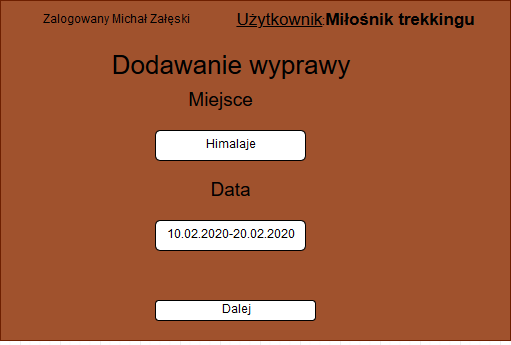 Zalogowany Michał Załęski Użytkownik:Miłośnik trekkingu
Dodawanie wyprawy
Miejsce
Himalaje
Data
10.02.2020-20.02.2020
Dalej